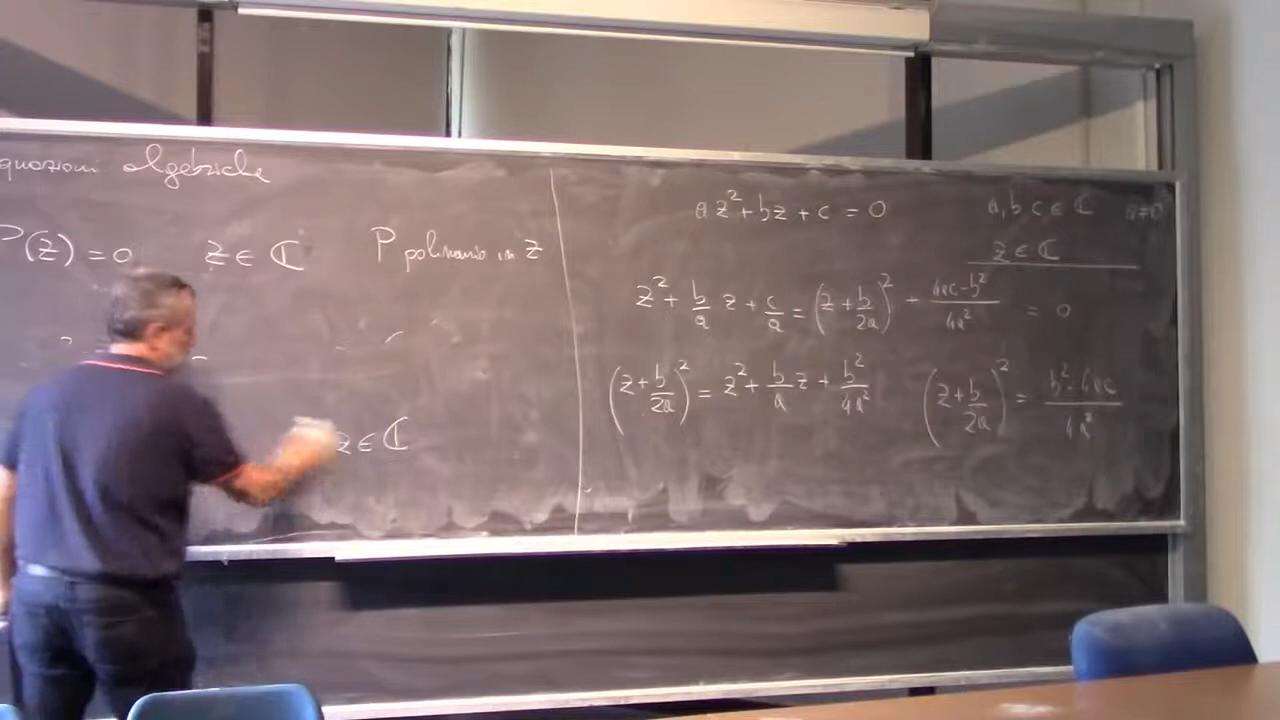 quazioni algebriche
P(z) = 0 z ∈ ℂ P polinomio in z
z ∈ ℂ
az² + bz + c = 0 a, b c ∈ ℂ a≠0
z ∈ ℂ
z² + b/a z + c/a = (z + b/2a)² + (4ac - b²)/4a² = 0
(z + b/2a)² = z² + b/a z + b²/4a² (z + b/2a)² = (b² - 4ac)/4a²